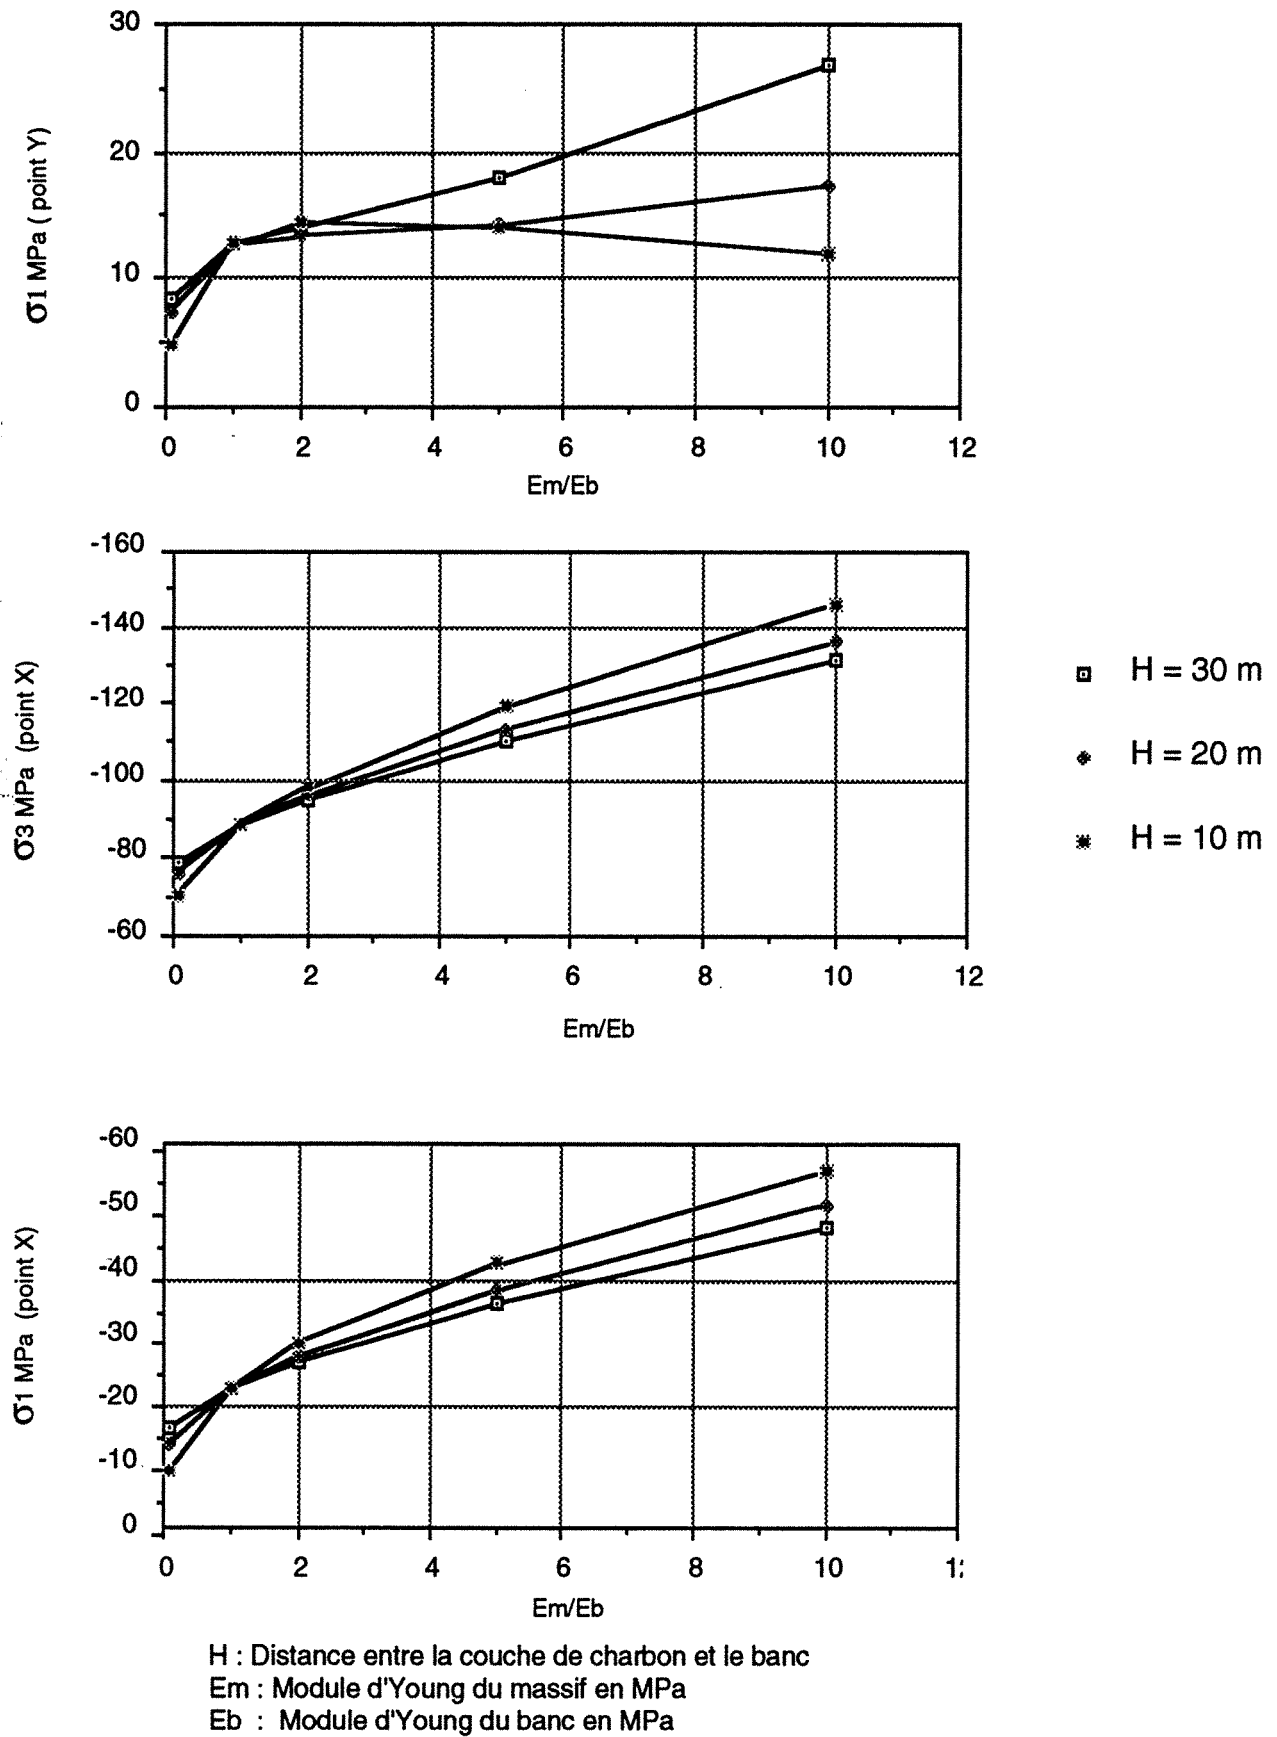 30
20
10
0
σ1 MPa ( point Y)
0 2 4 6 8 10 12
Em/Eb
-160
-140
-120
-100
-80
-60
σ3 MPa (point X)
0 2 4 6 8 10 12
Em/Eb
H = 30 m
H = 20 m
H = 10 m
-60
-50
-40
-30
-20
-10
0
σ1 MPa (point X)
0 2 4 6 8 10
Em/Eb
H : Distance entre la couche de charbon et le banc
Em : Module d'Young du massif en MPa
Eb : Module d'Young du banc en MPa